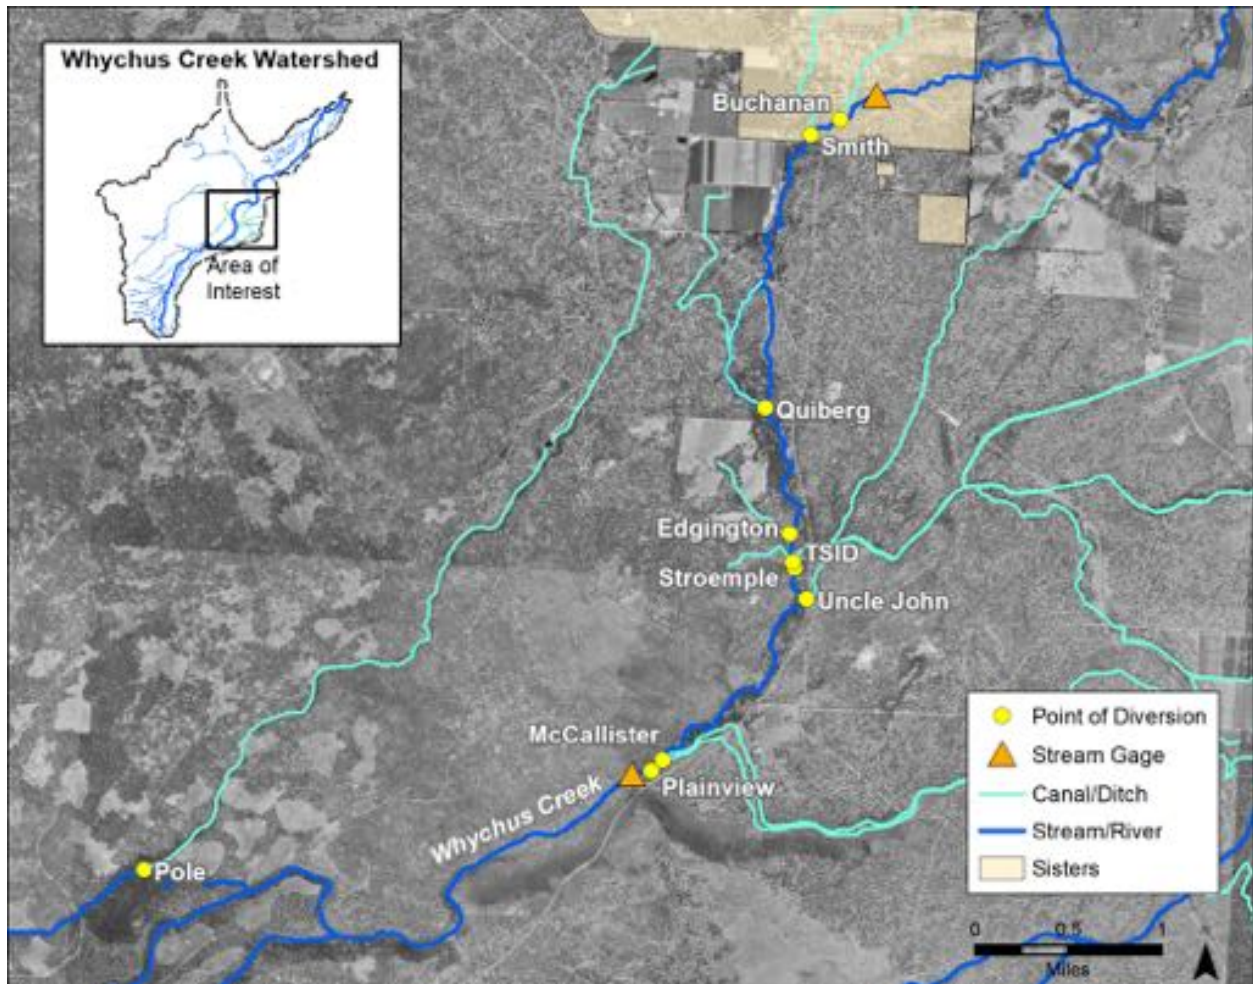 Whychus Creek Watershed
Area of
Interest
Buchanan
Smith
Quiberg
Edgington
TSID
Stroemple
Uncle John
McCallister
Plainview
Whychus Creek
Pole
Point of Diversion
Stream Gage
Canal/Ditch
Stream/River
Sisters
0 0.5 1
Miles